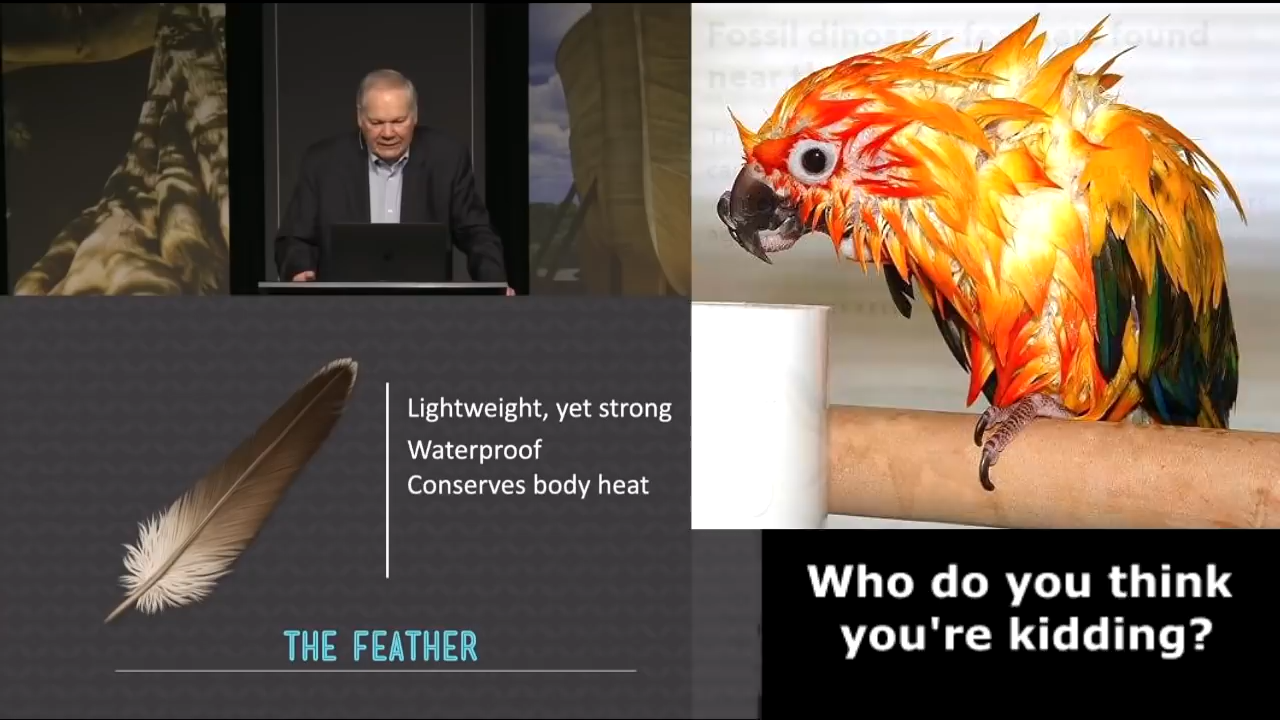 Lightweight, yet strong
Waterproof
Conserves body heat
THE FEATHER
Fossil dinosaur found
near
Who do you think
you're kidding?